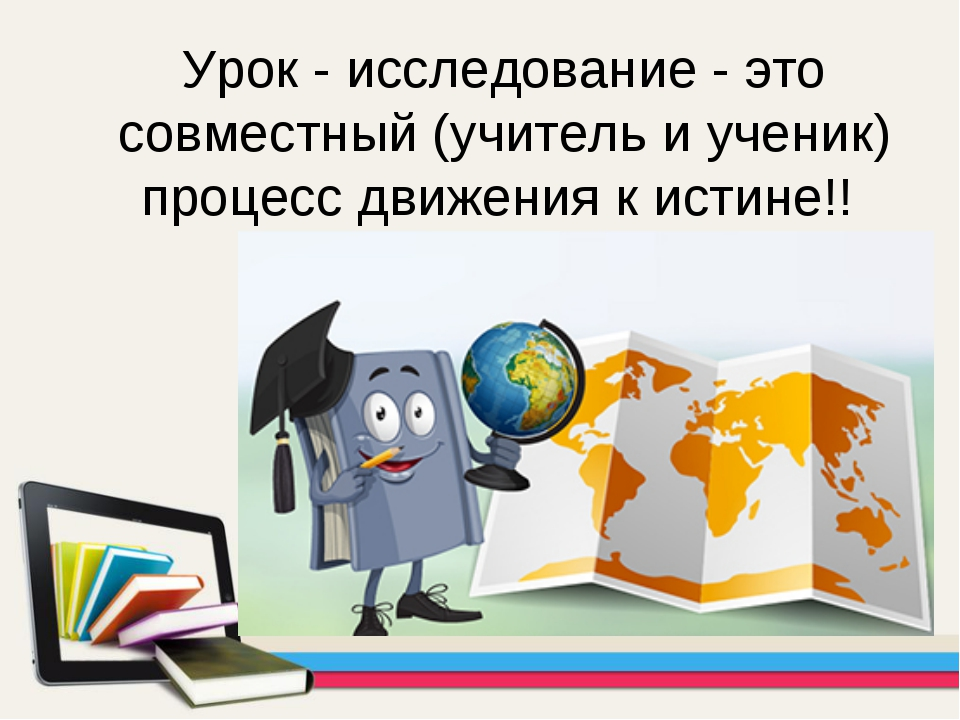 Урок - исследование - это
совместный (учитель и ученик)
процесс движения к истине!!